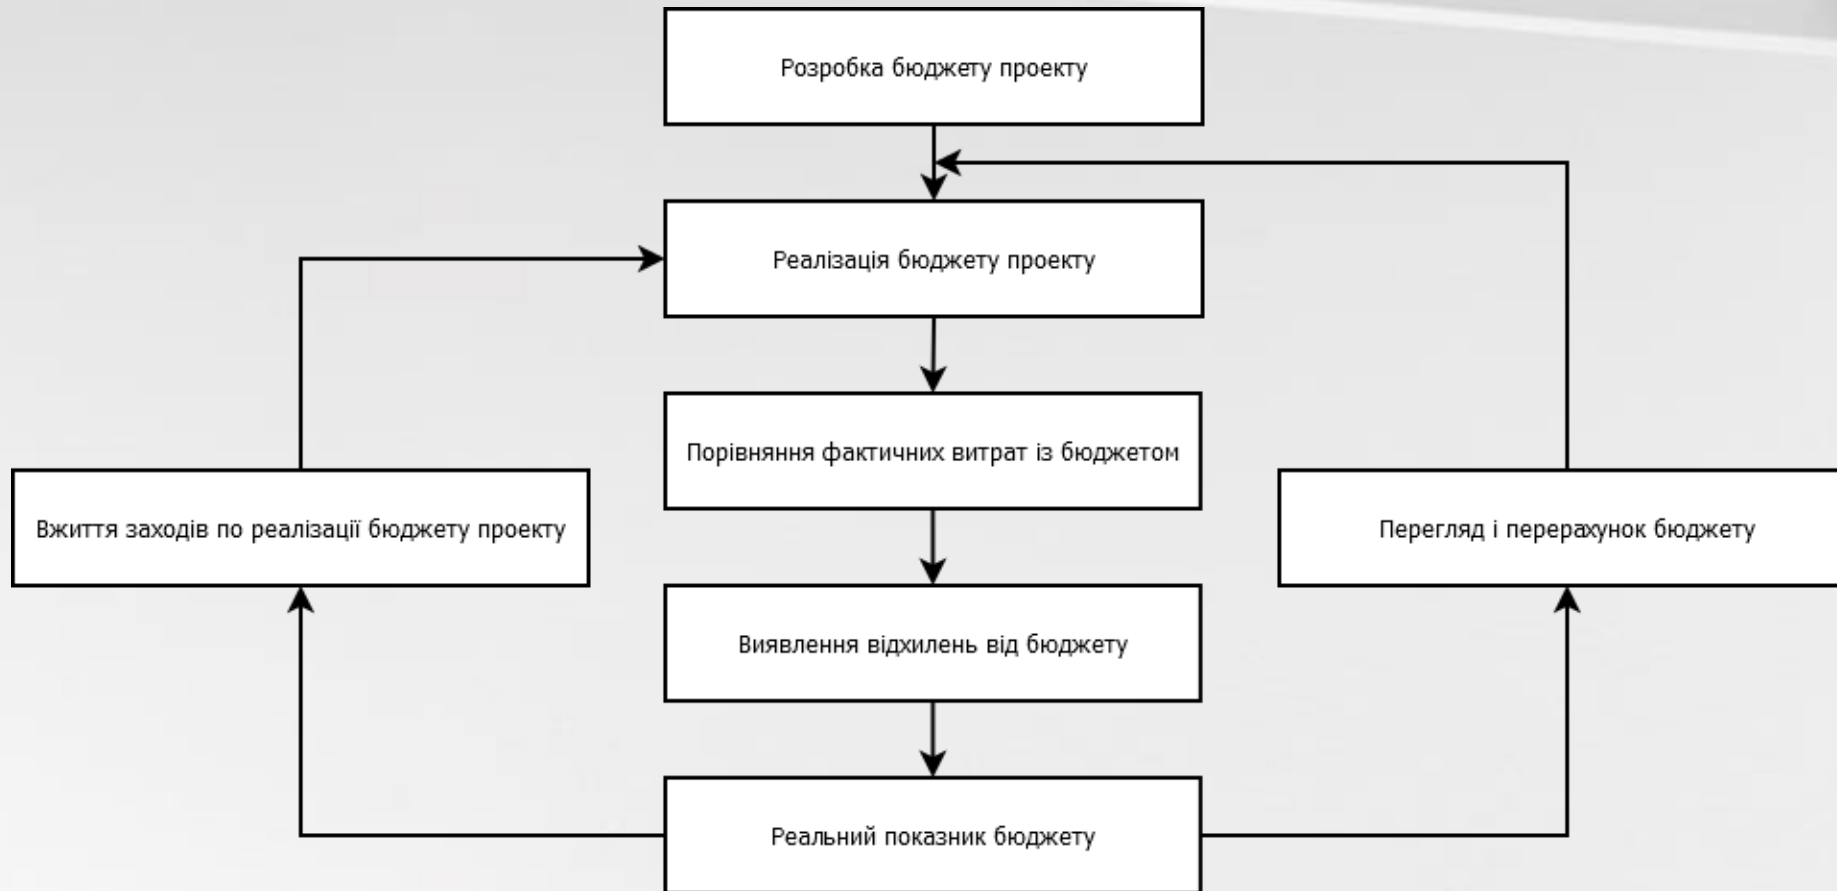 Розробка бюджету проекту
Реалізація бюджету проекту
Порівняння фактичних витрат із бюджетом
Вжиття заходів по реалізації бюджету проекту
Перегляд і перерахунок бюджету
Виявлення відхилень від бюджету
Реальний показник бюджету